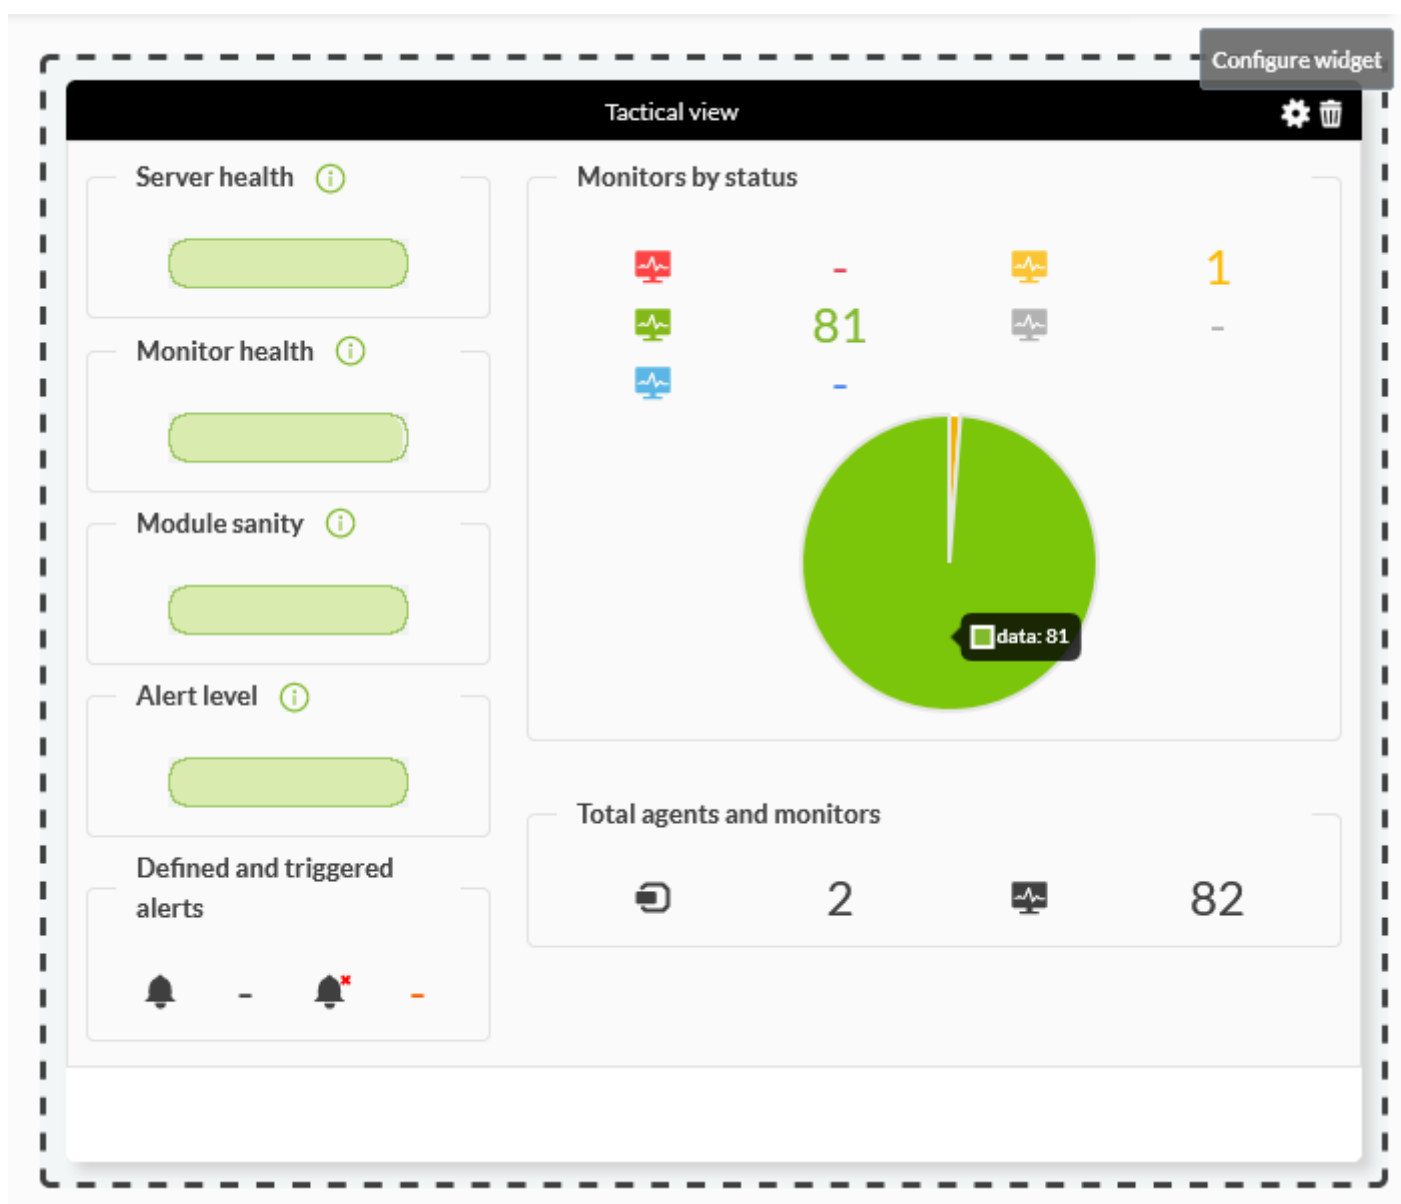 Configure widget
Tactical view
Server health
Monitor health
Module sanity
Alert level
Defined and triggered
alerts
- -
Monitors by status
- 1
81 -
-
data: 81
Total agents and monitors
2 82